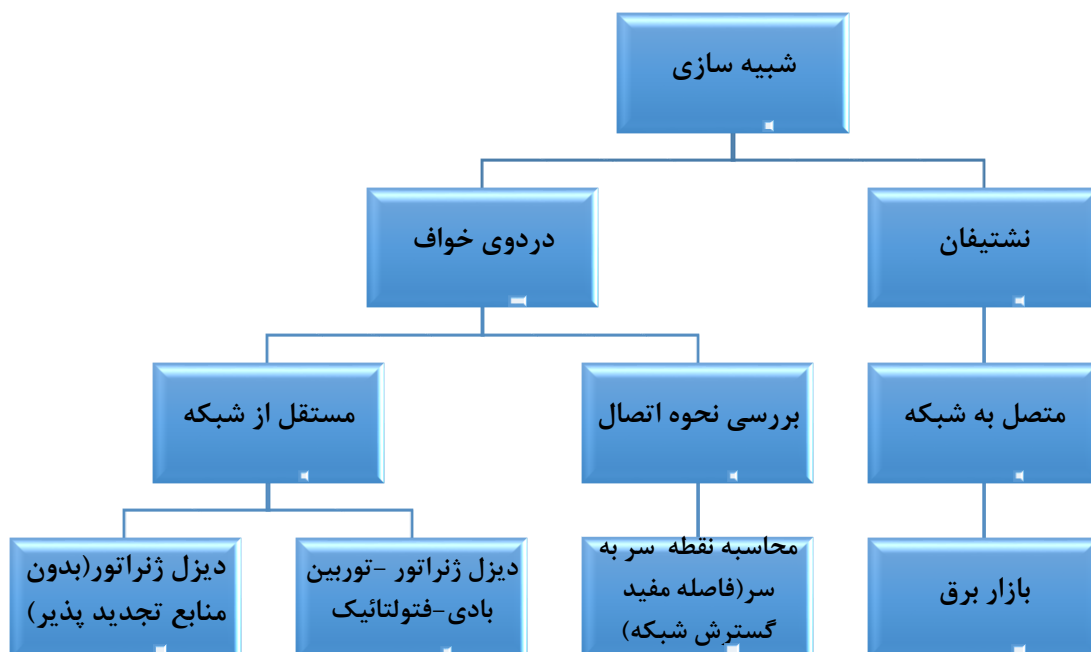 شبیه سازی
نشتیفان
دردوی خواف
متصل به شبکه
بررسی نحوه اتصال
مستقل از شبکه
بازار برق
محاسبه نقطه سر به
سر(فاصله مفید
گسترش شبکه)
دیزل ژنراتور -توربین
بادی-فتولتائیک
دیزل ژنراتور(بدون
منابع تجدید پذیر)